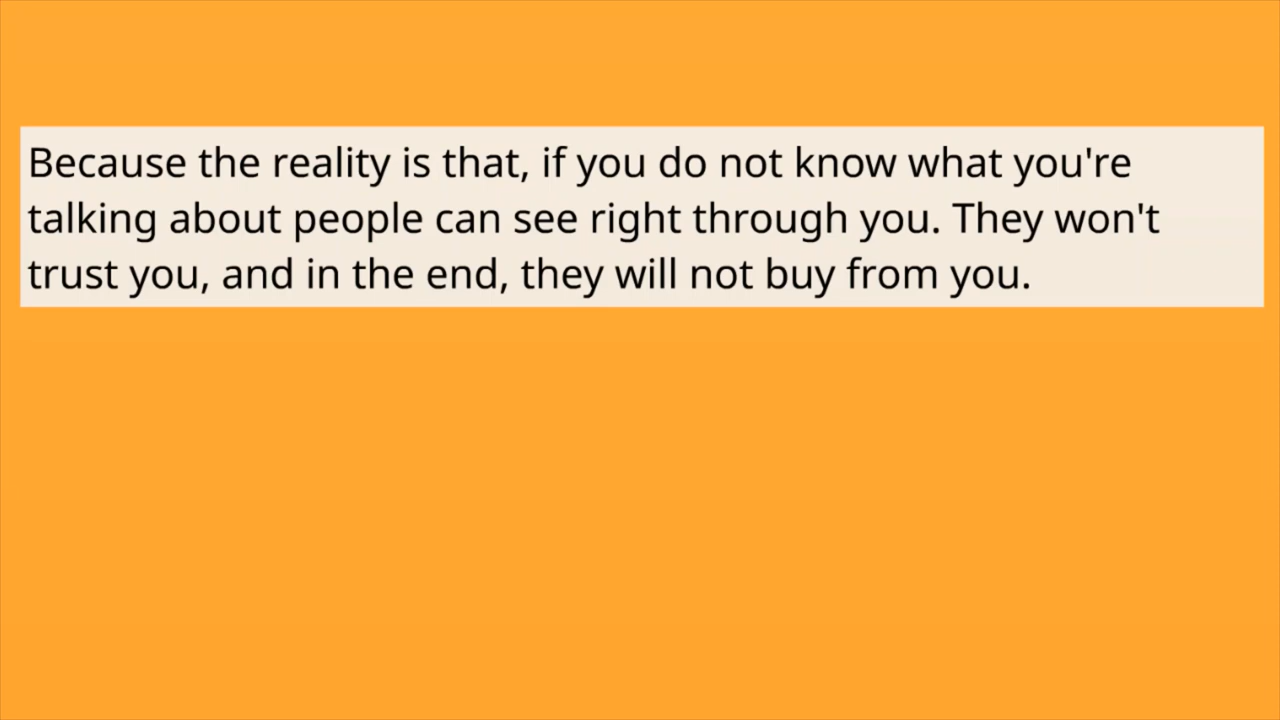 Because the reality is that, if you do not know what you're
talking about people can see right through you. They won't
trust you, and in the end, they will not buy from you.